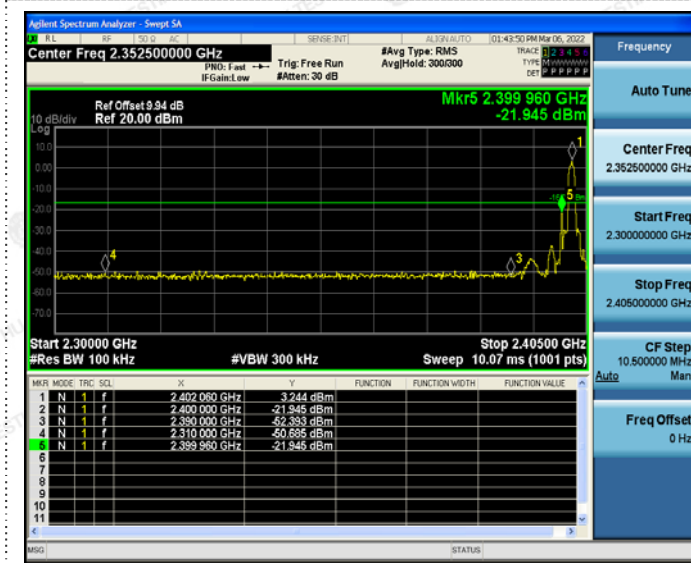 Agilent Spectrum Analyzer - Swept SA
RL RF 50 Ω AC SENSE:INT ALIGN AUTO 01:43:50 PM Mar 06, 2022
Center Freq 2.352500000 GHz #Avg Type: RMS TRACE 1 2 3 4 5 6
PNO: Fast Trig: Free Run Avg|Hold: 300/300 TYPE M
IFGain:Low #Atten: 30 dB DET P P P P P P
Mkr5 2.399 960 GHz
-21.945 dBm
Ref Offset 9.94 dB
10 dB/div Ref 20.00 dBm
Log
10.0
0.00
-10.0
-20.0
-30.0
-40.0
-50.0
-60.0
-70.0
1
5
3
4
Start 2.30000 GHz Stop 2.40500 GHz
#Res BW 100 kHz #VBW 300 kHz Sweep 10.07 ms (1001 pts)
MKR MODE TRC SCL X Y FUNCTION FUNCTION WIDTH FUNCTION VALUE
1 N 1 f 2.402 060 GHz 3.244 dBm
2 N 1 f 2.400 000 GHz -21.945 dBm
3 N 1 f 2.390 000 GHz -52.393 dBm
4 N 1 f 2.310 000 GHz -50.685 dBm
5 N 1 f 2.399 960 GHz -21.945 dBm
6
7
8
9
10
11
MSG STATUS
Frequency
Auto Tune
Center Freq
2.352500000 GHz
Start Freq
2.300000000 GHz
Stop Freq
2.405000000 GHz
CF Step
10.500000 MHz
Auto Man
Freq Offset
0 Hz